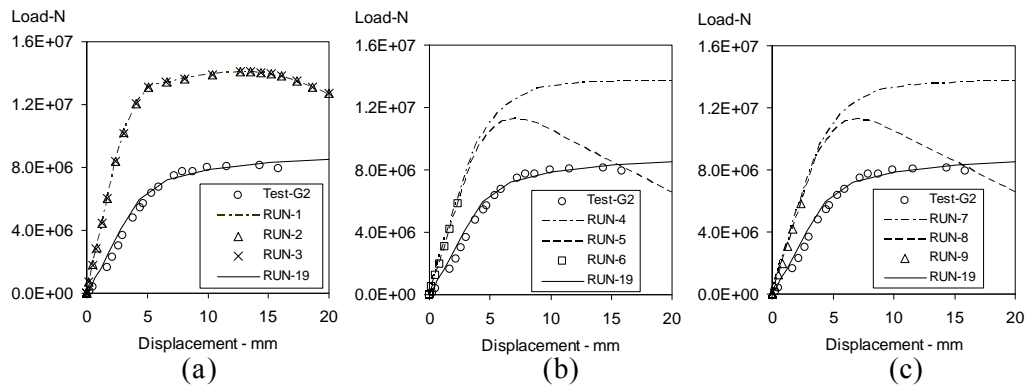 Load-N
1.6E+07
1.2E+07
8.0E+06
4.0E+06
0.0E+00
0
5
10
15
20
Displacement - mm
Test-G2
RUN-1
RUN-2
RUN-3
RUN-19
(a)
Load-N
1.6E+07
1.2E+07
8.0E+06
4.0E+06
0.0E+00
0
5
10
15
20
Displacement - mm
Test-G2
RUN-4
RUN-5
RUN-6
RUN-19
(b)
Load-N
1.6E+07
1.2E+07
8.0E+06
4.0E+06
0.0E+00
0
5
10
15
20
Displacement - mm
Test-G2
RUN-7
RUN-8
RUN-9
RUN-19
(c)